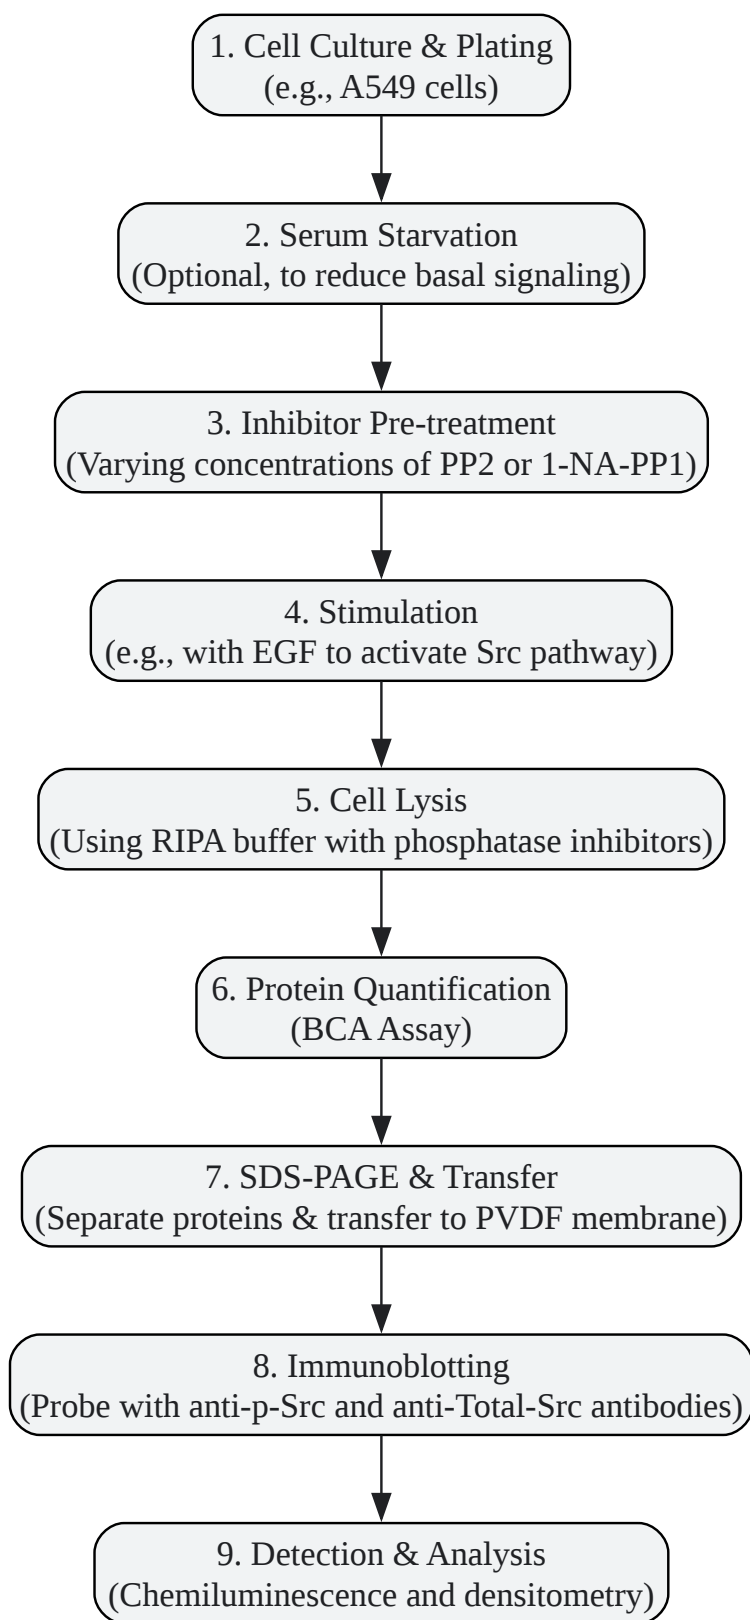 1. Cell Culture & Plating
(e.g., A549 cells)
2. Serum Starvation
(Optional, to reduce basal signaling)
3. Inhibitor Pre-treatment
(Varying concentrations of PP2 or 1-NA-PP1)
4. Stimulation
(e.g., with EGF to activate Src pathway)
5. Cell Lysis
(Using RIPA buffer with phosphatase inhibitors)
6. Protein Quantification
(BCA Assay)
7. SDS-PAGE & Transfer
(Separate proteins & transfer to PVDF membrane)
8. Immunoblotting
(Probe with anti-p-Src and anti-Total-Src antibodies)
9. Detection & Analysis
(Chemiluminescence and densitometry)